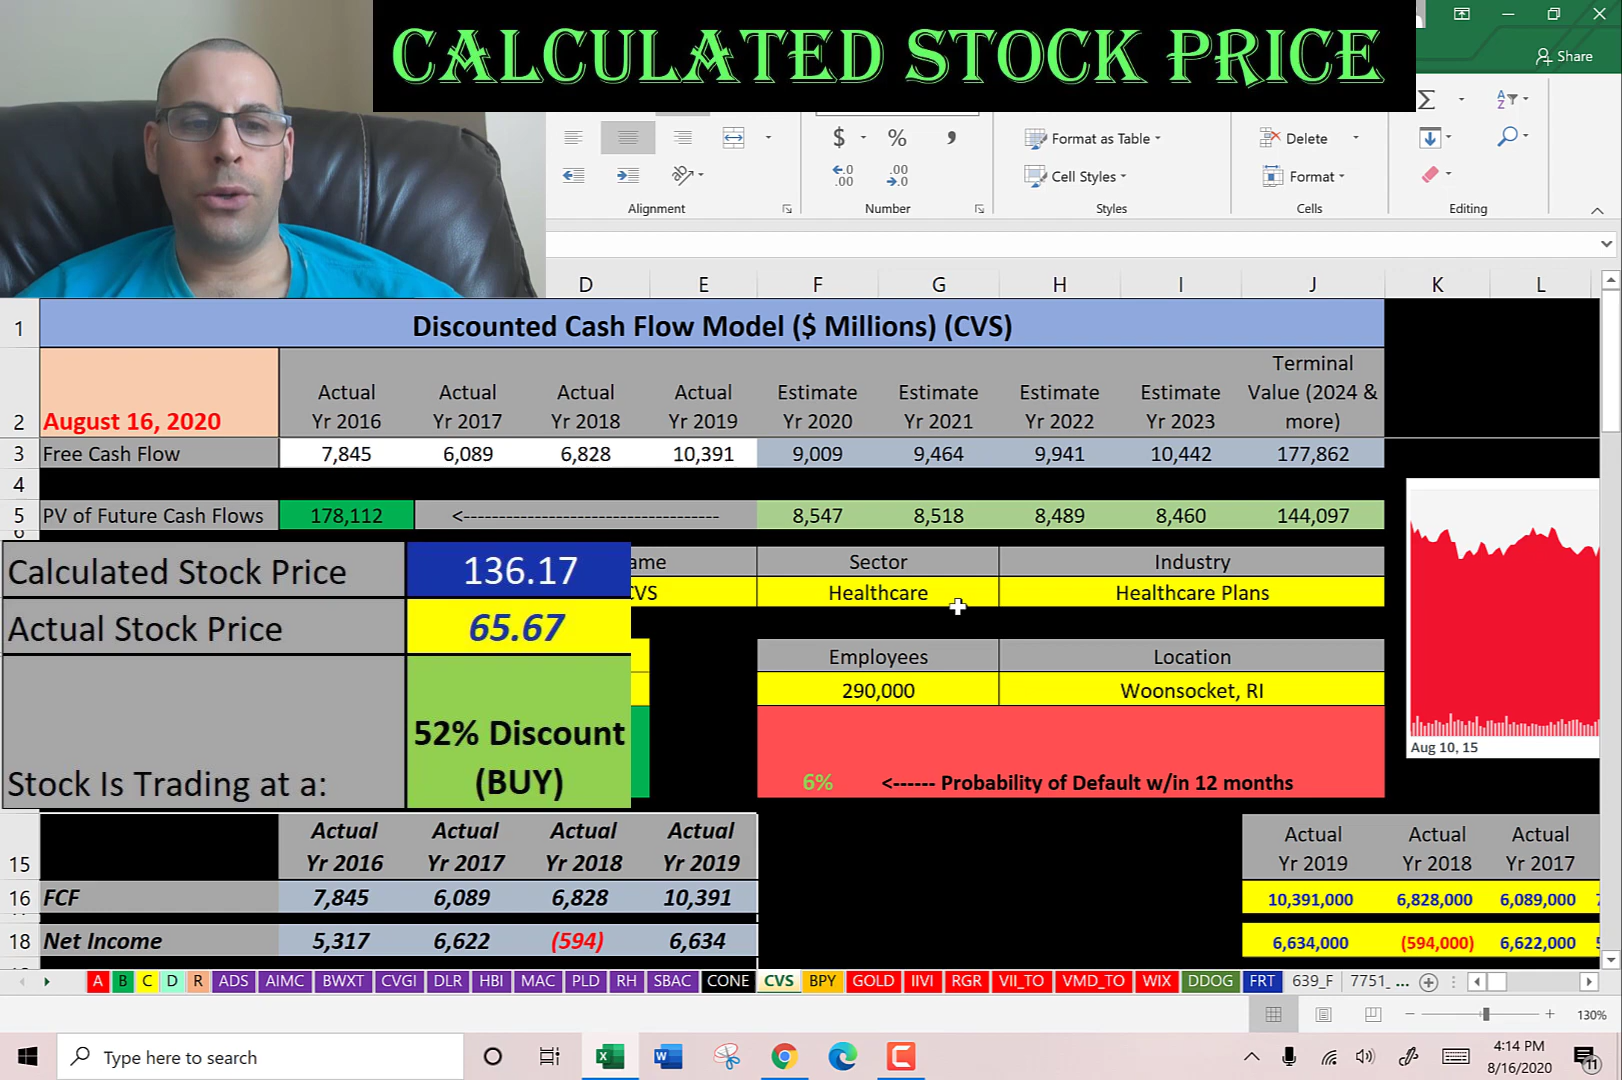 CALCULATED STOCK PRICE
Share
$ % ,
Format as Table
Delete
Cell Styles
Format
Alignment Number Styles Cells Editing
D E F G H I J K L
1 Discounted Cash Flow Model ($ Millions) (CVS)
2 August 16, 2020 Actual Yr 2016 Actual Yr 2017 Actual Yr 2018 Actual Yr 2019 Estimate Yr 2020 Estimate Yr 2021 Estimate Yr 2022 Estimate Yr 2023 Terminal Value (2024 & more)
3 Free Cash Flow 7,845 6,089 6,828 10,391 9,009 9,464 9,941 10,442 177,862
4
5 PV of Future Cash Flows 178,112 <------------------------------------ 8,547 8,518 8,489 8,460 144,097
6
ame Sector Industry
CVS Healthcare Healthcare Plans
Calculated Stock Price 136.17
Actual Stock Price 65.67
Stock Is Trading at a: 52% Discount (BUY)
Employees Location
290,000 Woonsocket, RI
6% <------ Probability of Default w/in 12 months
Aug 10, 15
15 Actual Yr 2016 Actual Yr 2017 Actual Yr 2018 Actual Yr 2019 Actual Yr 2019 Actual Yr 2018 Actual Yr 2017
16 FCF 7,845 6,089 6,828 10,391 10,391,000 6,828,000 6,089,000
18 Net Income 5,317 6,622 (594) 6,634 6,634,000 (594,000) 6,622,000
A B C D R ADS AIMC BWXT CVGI DLR HBI MAC PLD RH SBAC CONE CVS BPY GOLD IIVI RGR VII_TO VMD_TO WIX DDOG FRT 639_F 7751_ ...
130%
Type here to search
4:14 PM
8/16/2020
11